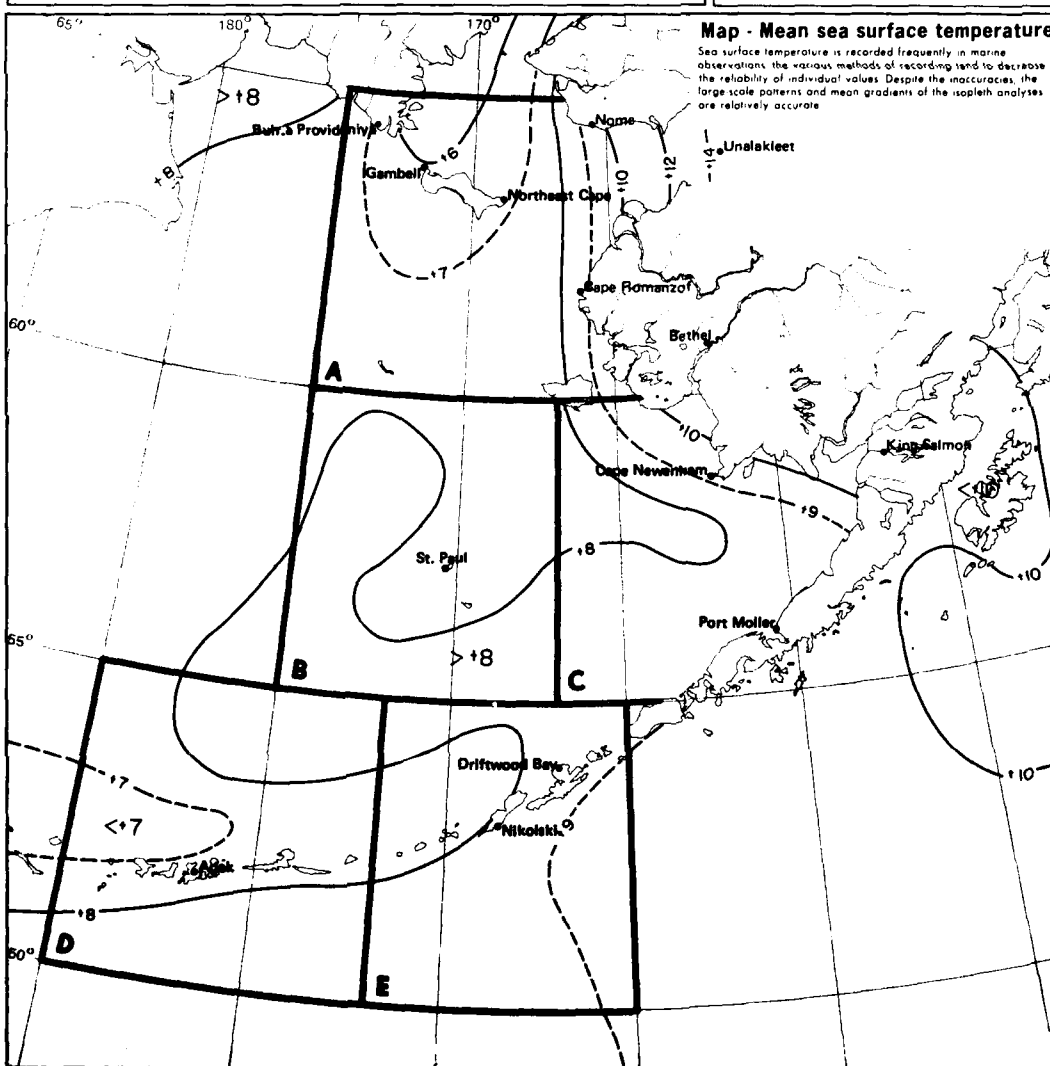 65° 180° 170°
Map - Mean sea surface temperature
Sea surface temperature is recorded frequently in marine
observations the various methods of recording tend to decrease
the reliability of individual values Despite the inaccuracies, the
large scale patterns and mean gradients of the isopleth analyses
are relatively accurate
>+8
Nome
+14
Unalakleet
+6
+12
+8
Gambell
+10
Northeast Cape
+7
Cape Romanzof
60°
Bethel
A
+10
King Salmon
Cape Newenham
+9
+8
St. Paul
+10
Port Moller
55°
>+8
B
C
+7
Driftwood Bay
+10
<+7
Nikolski
9
Adak
+8
50°
D
E